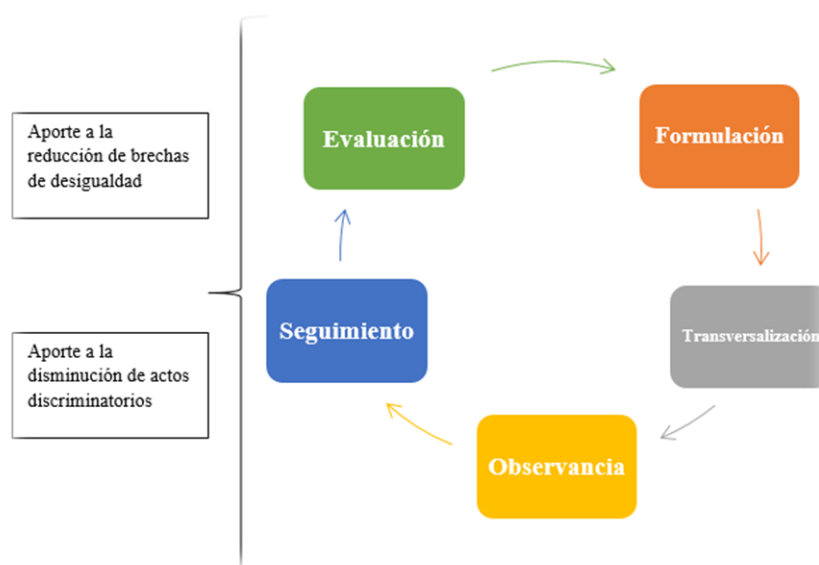 Aporte a la
reducción de brechas
de desigualdad
Aporte a la
disminución de actos
discriminatorios
Evaluación
Formulación
Transversalización
Observancia
Seguimiento